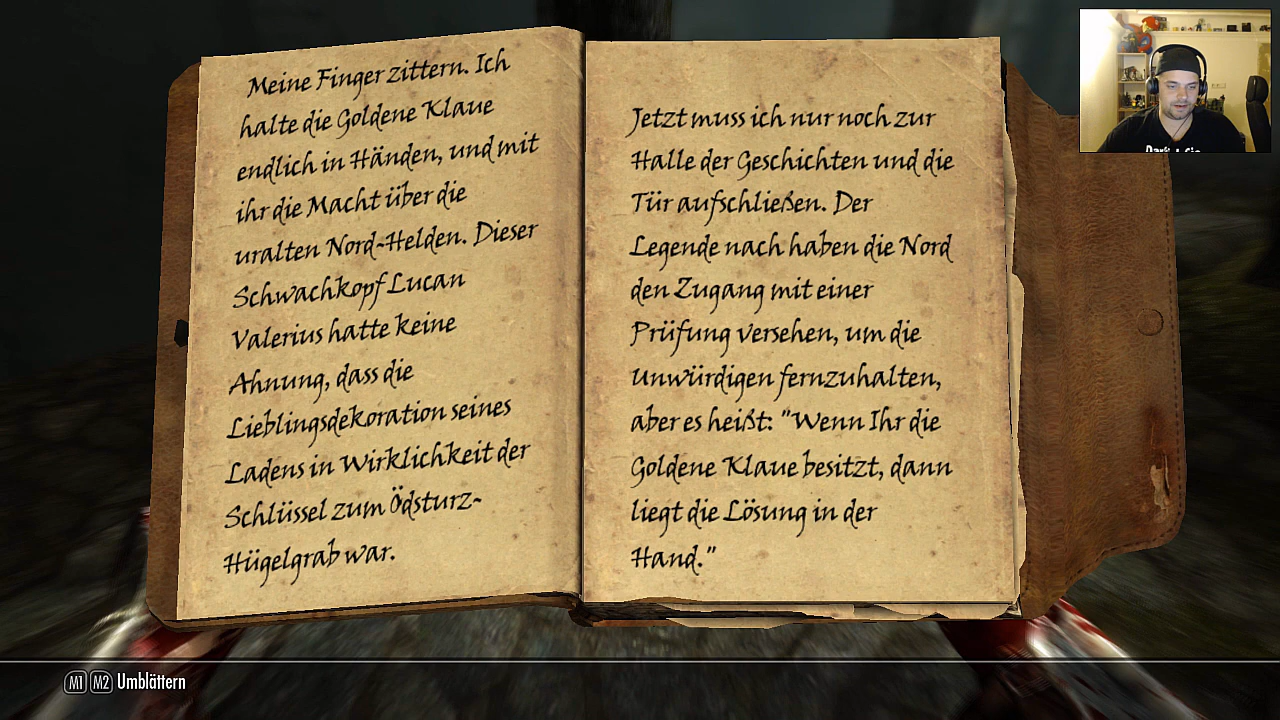 Meine Finger zittern. Ich
halte die Goldene Klaue
endlich in Händen, und mit
ihr die Macht über die
uralten Nord-Helden. Dieser
Schwachkopf Lucan
Valerius hatte keine
Ahnung, dass die
Lieblingsdekoration seines
Ladens in Wirklichkeit der
Schlüssel zum Ödsturz-
Hügelgrab war.
Jetzt muss ich nur noch zur
Halle der Geschichten und die
Tür aufschließen. Der
Legende nach haben die Nord
den Zugang mit einer
Prüfung versehen, um die
Unwürdigen fernzuhalten,
aber es heißt: "Wenn Ihr die
Goldene Klaue besitzt, dann
liegt die Lösung in der
Hand."
M1 M2 Umblättern